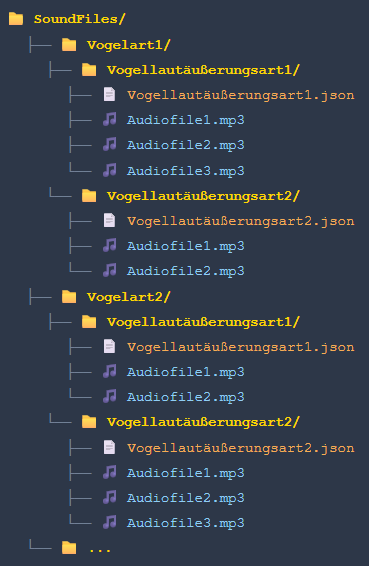 SoundFiles/
├── Vogelart1/
├── Vogellautäußerungsart1/
├── Vogellautäußerungsart1.json
├── Audiofile1.mp3
├── Audiofile2.mp3
└── Audiofile3.mp3
└── Vogellautäußerungsart2/
├── Vogellautäußerungsart2.json
├── Audiofile1.mp3
└── Audiofile2.mp3
├── Vogelart2/
├── Vogellautäußerungsart1/
├── Vogellautäußerungsart1.json
├── Audiofile1.mp3
└── Audiofile2.mp3
└── Vogellautäußerungsart2/
├── Vogellautäußerungsart2.json
├── Audiofile1.mp3
├── Audiofile2.mp3
└── Audiofile3.mp3
└── ...